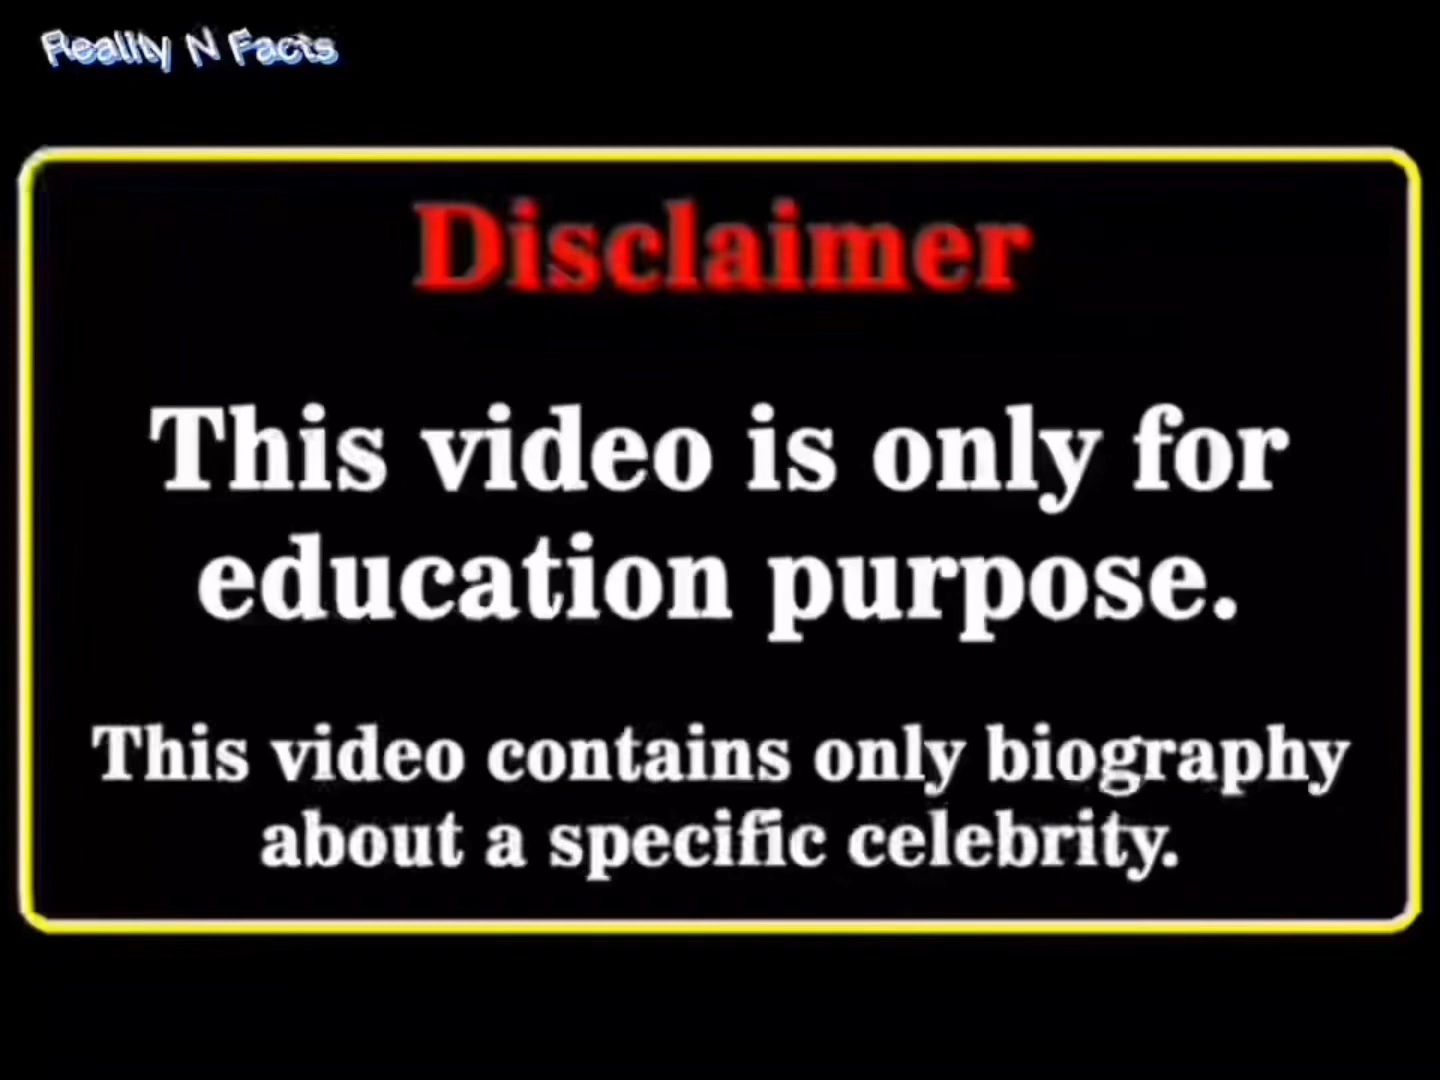 Reality N Facts
Disclaimer
This video is only for
education purpose.
This video contains only biography
about a specific celebrity.